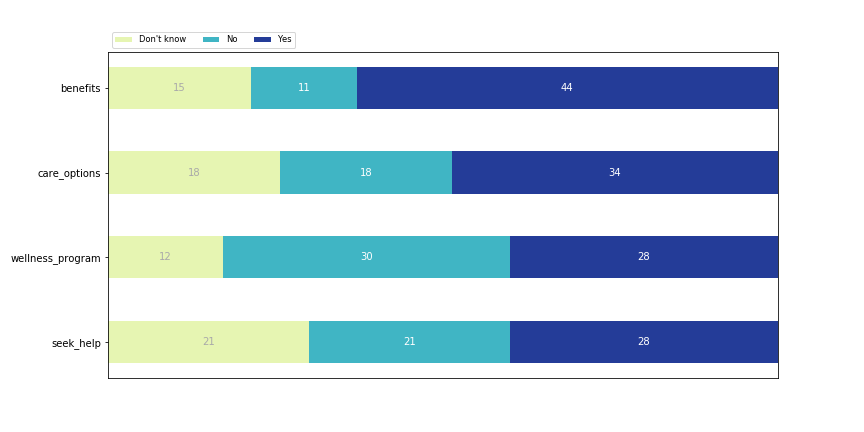 Don't know No Yes
benefits 15 11 44
care_options 18 18 34
wellness_program 12 30 28
seek_help 21 21 28